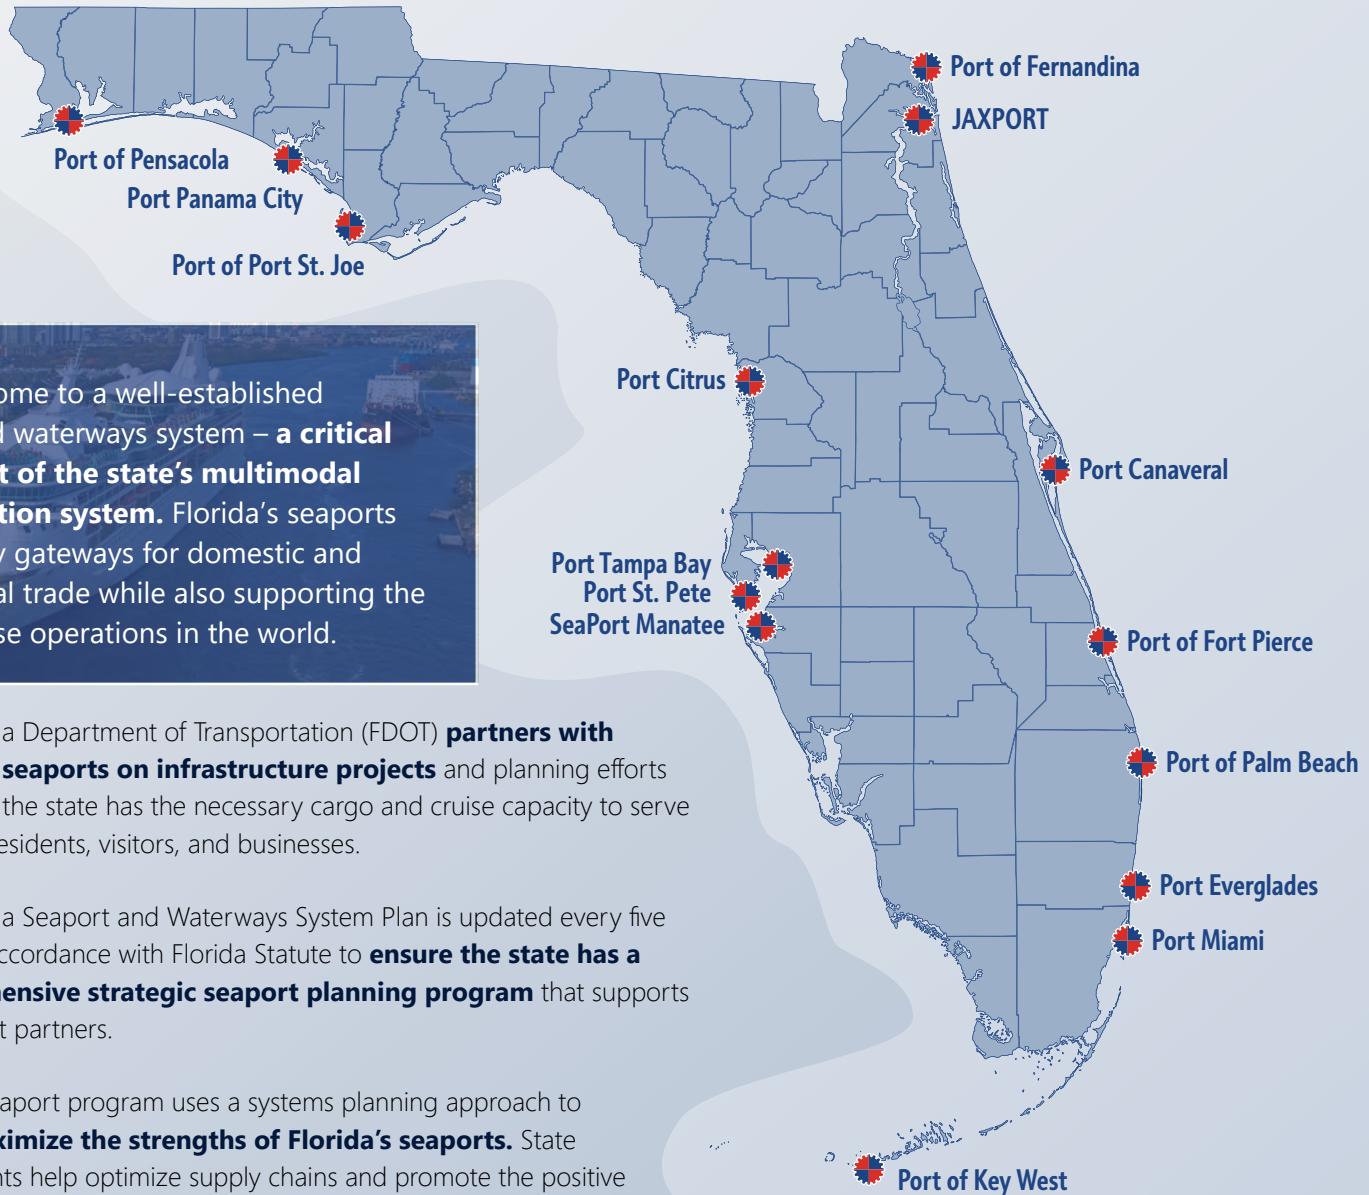 Port of Fernandina
JAXPORT
Port of Pensacola
Port Panama City
Port of Port St. Joe
Port Citrus
Port Canaveral
Port Tampa Bay
Port St. Pete
SeaPort Manatee
Port of Fort Pierce
Port of Palm Beach
Port Everglades
Port Miami
Port of Key West
ome to a well-established
d waterways system – a critical
t of the state's multimodal
tion system. Florida's seaports
y gateways for domestic and
al trade while also supporting the
se operations in the world.
a Department of Transportation (FDOT) partners with
seaports on infrastructure projects and planning efforts
the state has the necessary cargo and cruise capacity to serve
esidents, visitors, and businesses.
a Seaport and Waterways System Plan is updated every five
ccordance with Florida Statute to ensure the state has a
hensive strategic seaport planning program that supports
t partners.
aport program uses a systems planning approach to
ximize the strengths of Florida's seaports. State
nts help optimize supply chains and promote the positive